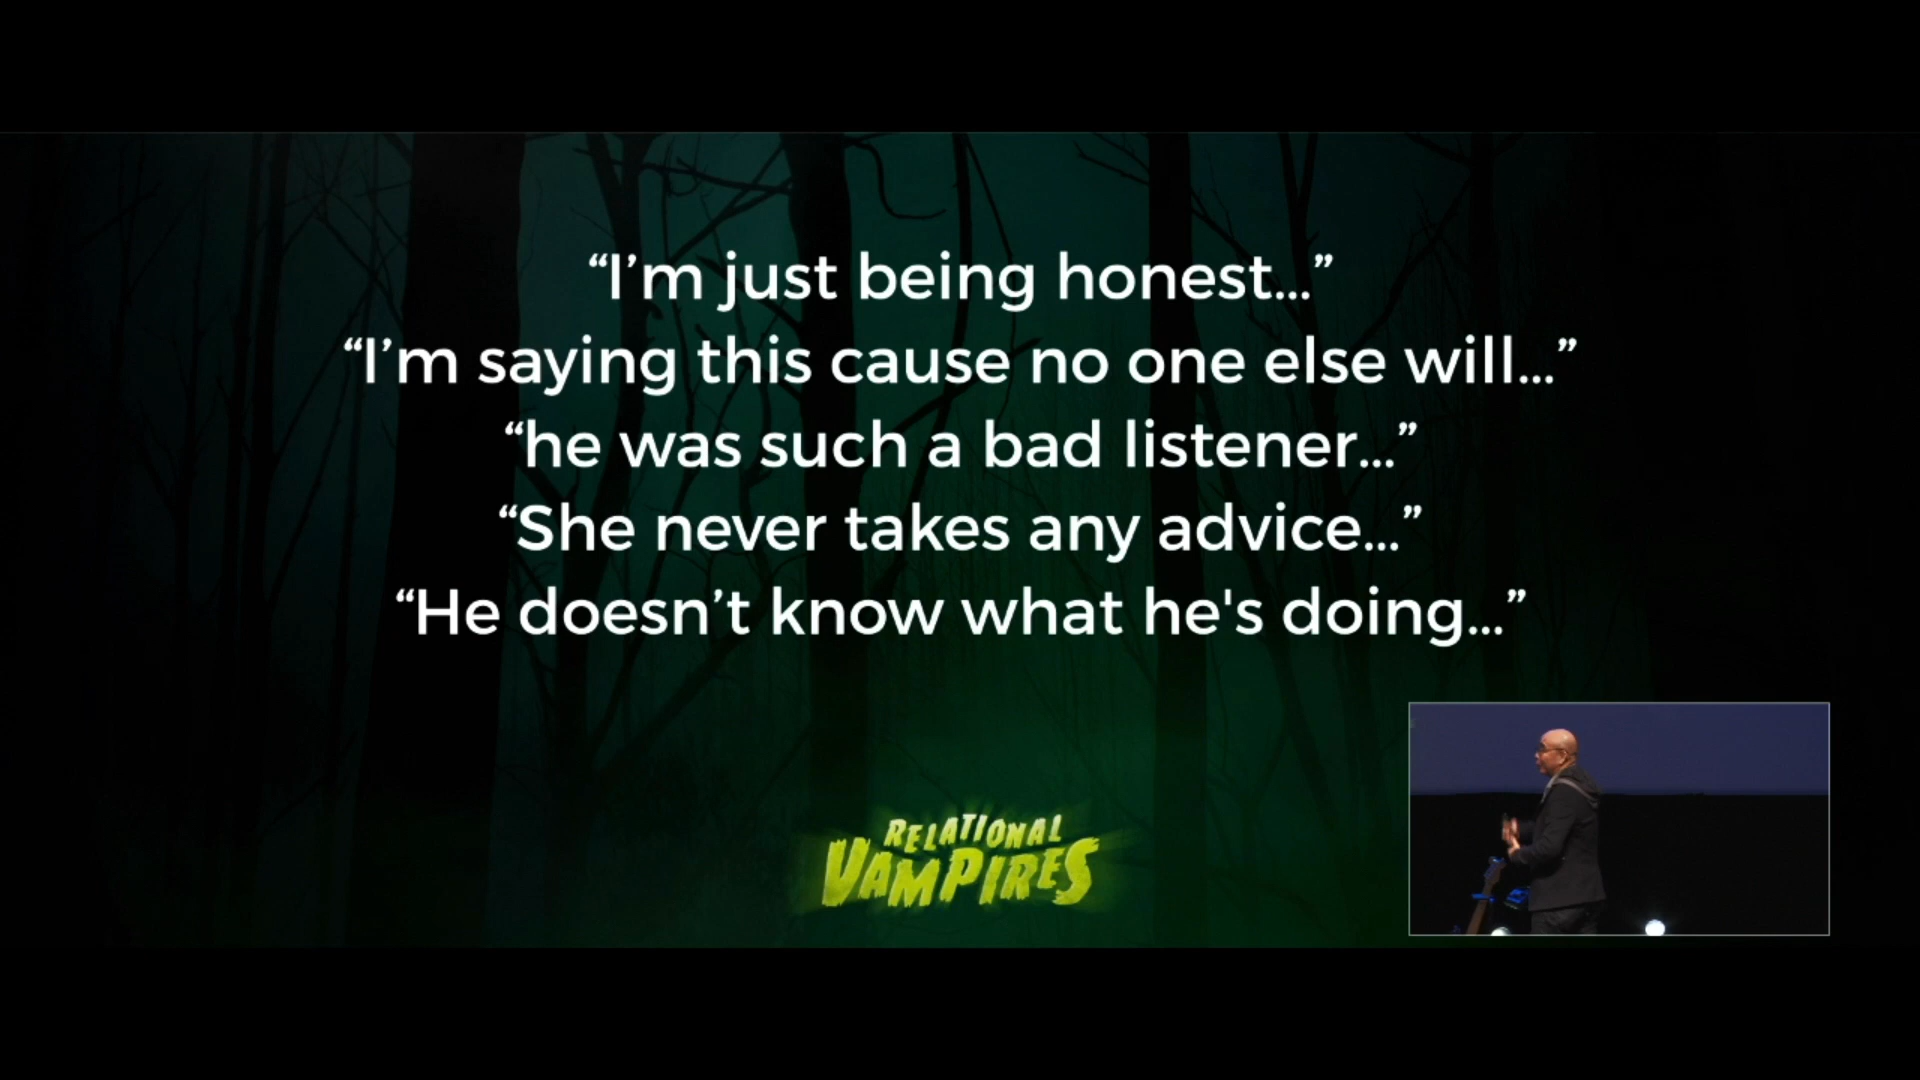 “I’m just being honest...”
“I’m saying this cause no one else will...”
“he was such a bad listener...”
“She never takes any advice...”
“He doesn’t know what he's doing...”
RELATIONAL
VAMPIRES